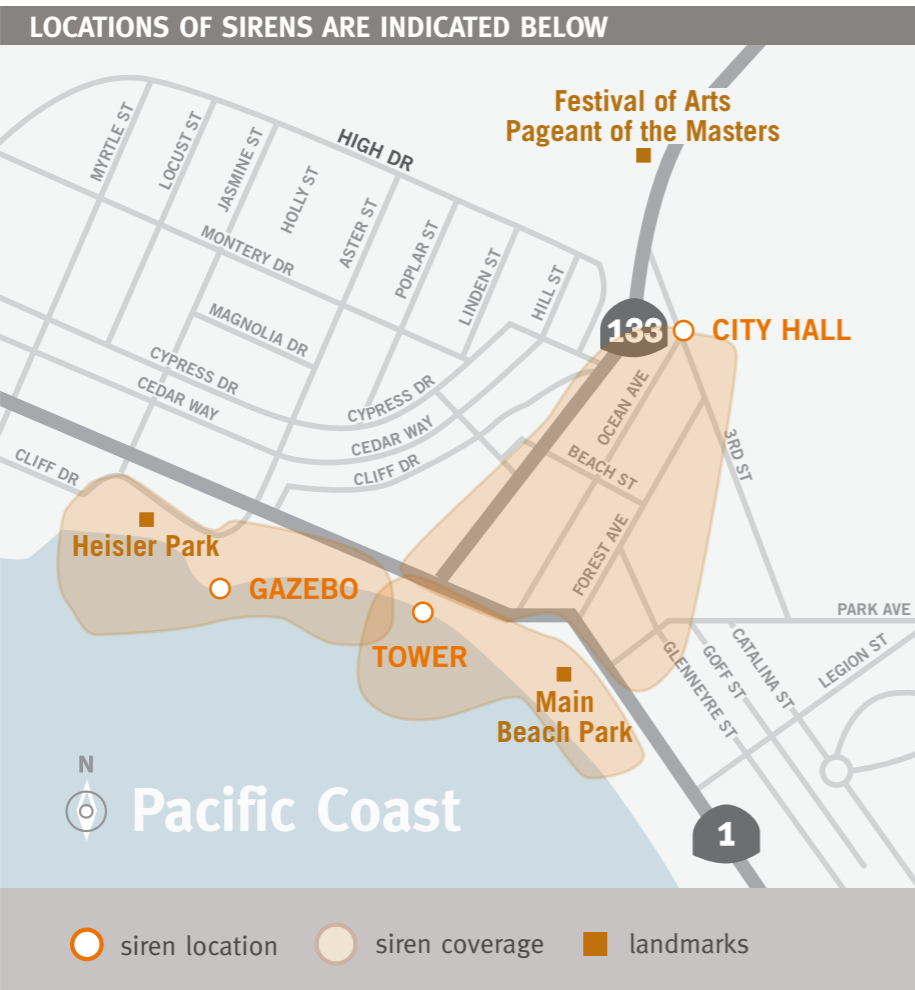 LOCATIONS OF SIRENS ARE INDICATED BELOW
Festival of Arts
Pageant of the Masters
MYRTLE ST
LOCUST ST
JASMINE ST
HOLLY ST
HIGH DR
ASTER ST
POPLAR ST
LINDEN ST
HILL ST
MONTERY DR
MAGNOLIA DR
133
CITY HALL
CYPRESS DR
CEDAR WAY
CYPRESS DR
CEDAR WAY
CLIFF DR
OCEAN AVE
BEACH ST
3RD ST
CLIFF DR
FOREST AVE
Heisler Park
GAZEBO
TOWER
PARK AVE
GLENNEYRE ST
GOFF ST
CATALINA ST
LEGION ST
Main
Beach Park
N
Pacific Coast
1
siren location
siren coverage
landmarks